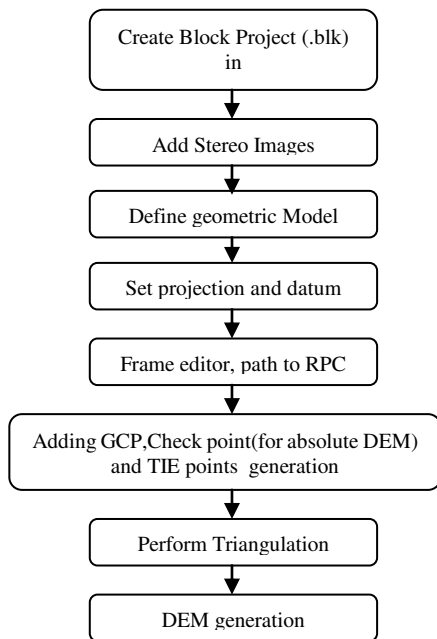 Create Block Project (.blk)
in
Add Stereo Images
Define geometric Model
Set projection and datum
Frame editor, path to RPC
Adding GCP,Check point(for absolute DEM)
and TIE points generation
Perform Triangulation
DEM generation